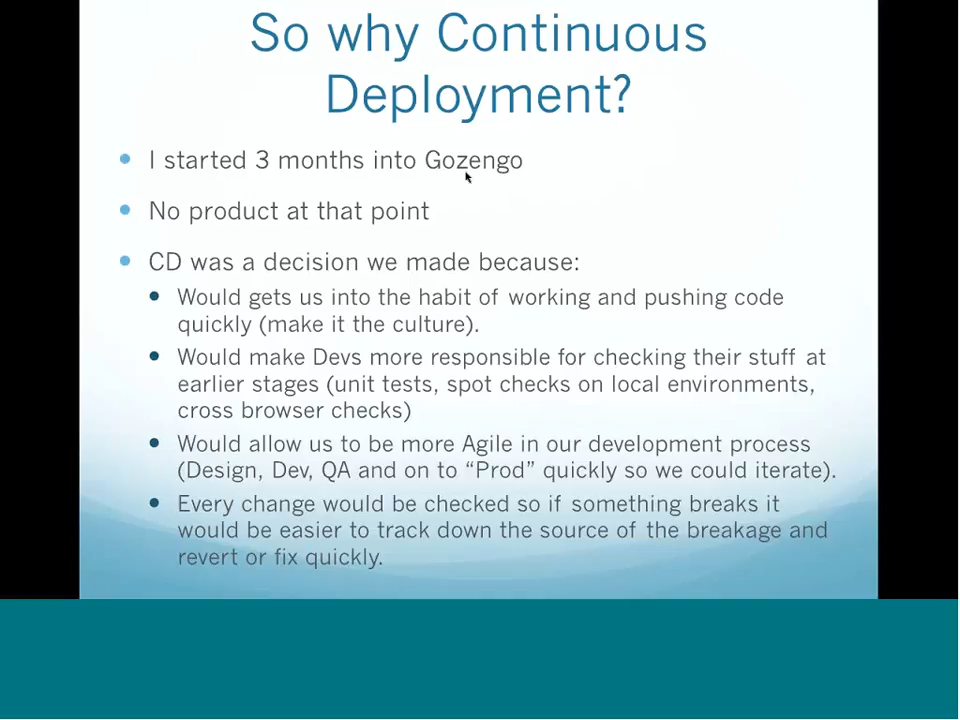 So why Continuous
Deployment?
• I started 3 months into Gozengo
• No product at that point
• CD was a decision we made because:
• Would gets us into the habit of working and pushing code
quickly (make it the culture).
• Would make Devs more responsible for checking their stuff at
earlier stages (unit tests, spot checks on local environments,
cross browser checks)
• Would allow us to be more Agile in our development process
(Design, Dev, QA and on to “Prod” quickly so we could iterate).
• Every change would be checked so if something breaks it
would be easier to track down the source of the breakage and
revert or fix quickly.